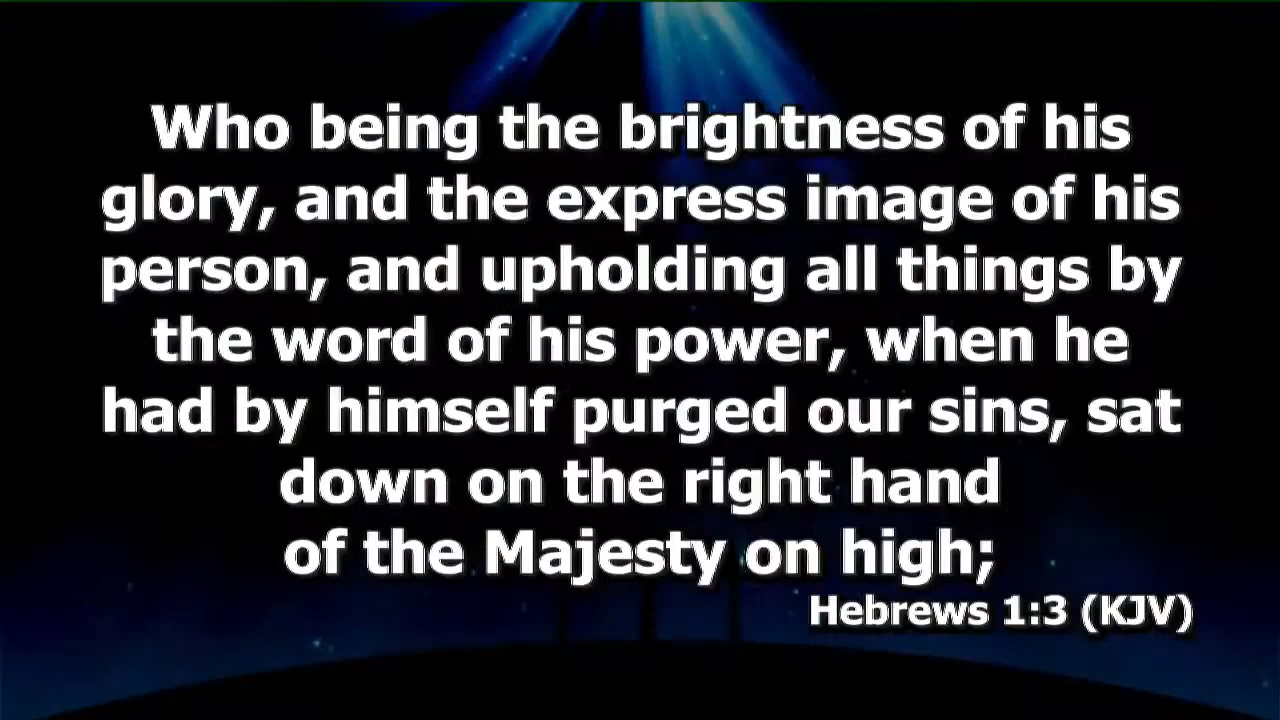 Who being the brightness of his
glory, and the express image of his
person, and upholding all things by
the word of his power, when he
had by himself purged our sins, sat
down on the right hand
of the Majesty on high;
Hebrews 1:3 (KJV)